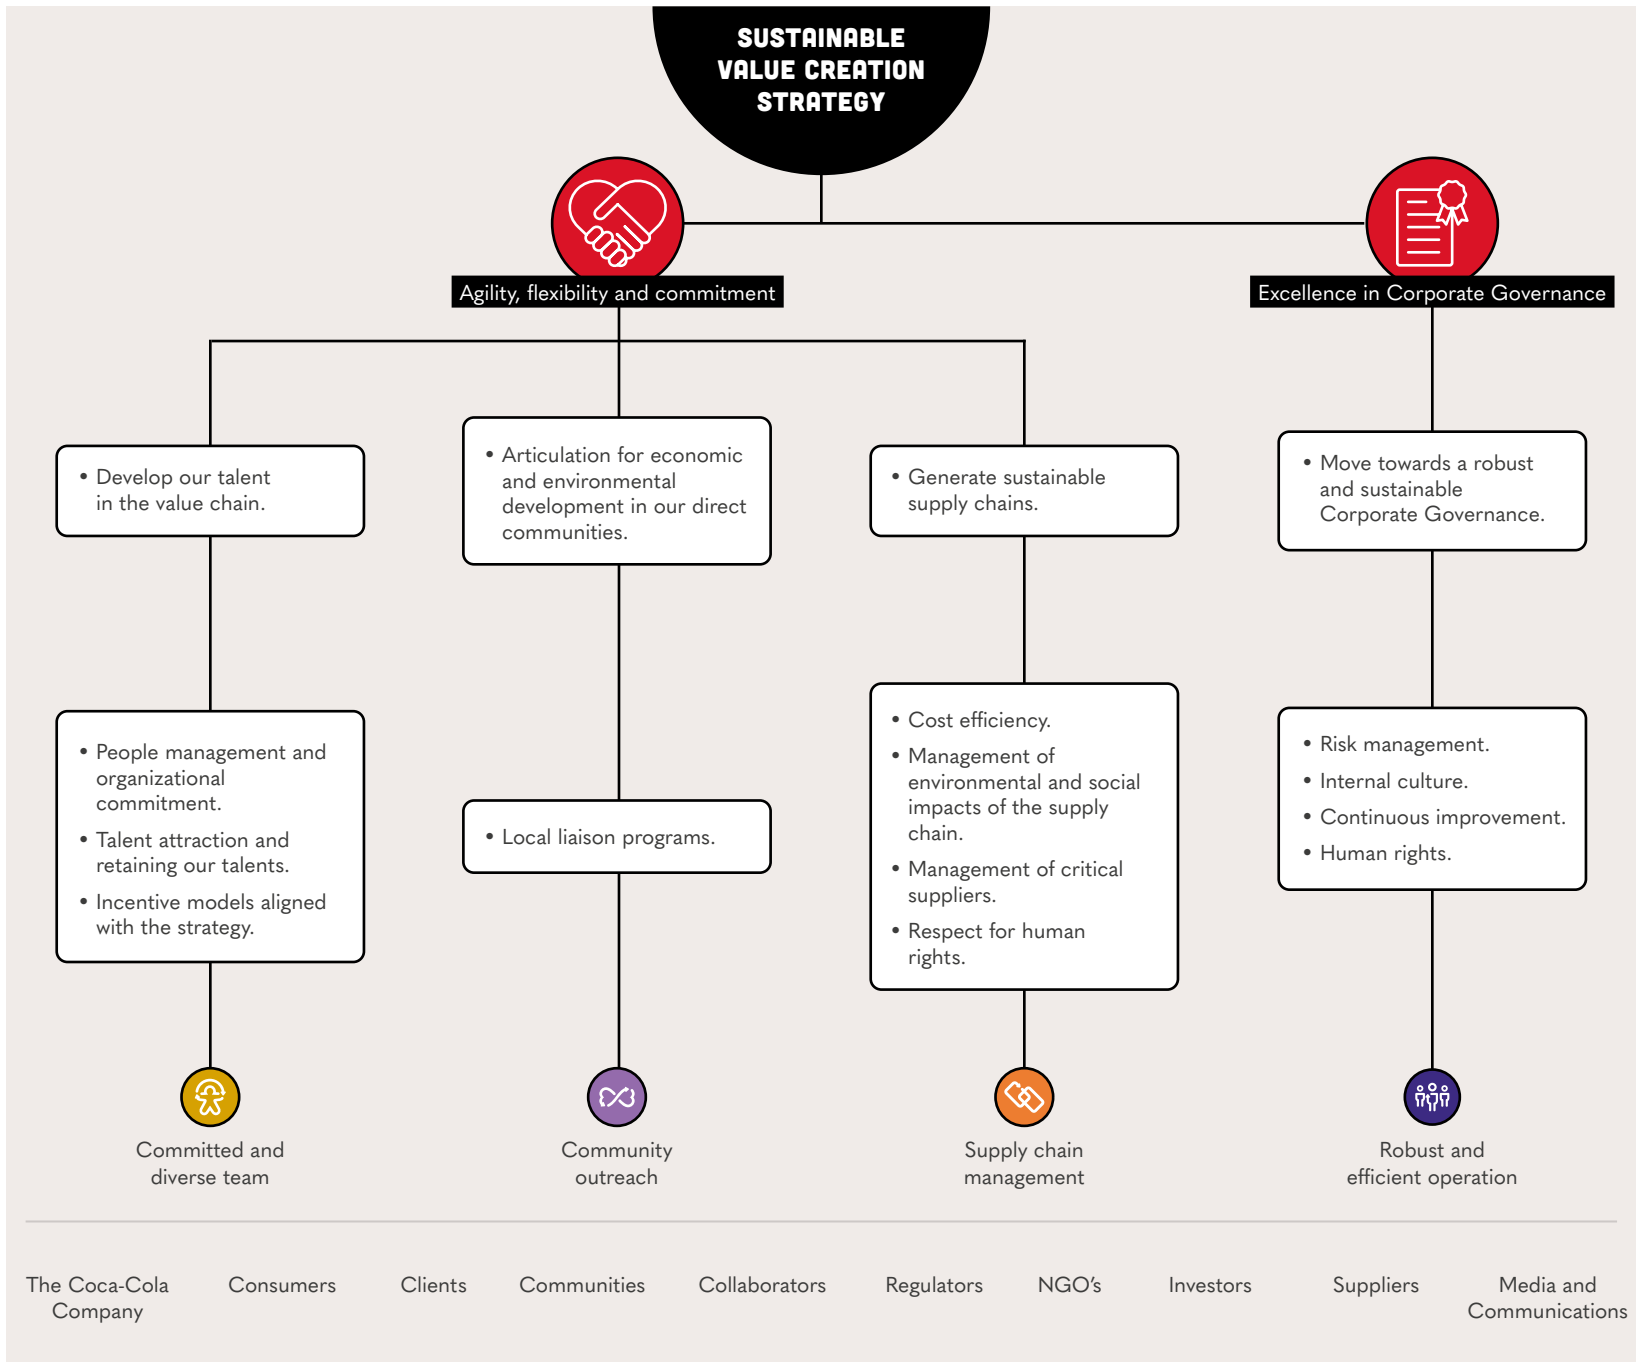 SUSTAINABLE
VALUE CREATION
STRATEGY
Agility, flexibility and commitment
Excellence in Corporate Governance
• Develop our talent
in the value chain.
• Articulation for economic
and environmental
development in our direct
communities.
• Generate sustainable
supply chains.
• Move towards a robust
and sustainable
Corporate Governance.
• People management and
organizational
commitment.
• Talent attraction and
retaining our talents.
• Incentive models aligned
with the strategy.
• Local liaison programs.
• Cost efficiency.
• Management of
environmental and social
impacts of the supply
chain.
• Management of critical
suppliers.
• Respect for human
rights.
• Risk management.
• Internal culture.
• Continuous improvement.
• Human rights.
Committed and
diverse team
Community
outreach
Supply chain
management
Robust and
efficient operation
The Coca-Cola
Company
Consumers
Clients
Communities
Collaborators
Regulators
NGO's
Investors
Suppliers
Media and
Communications